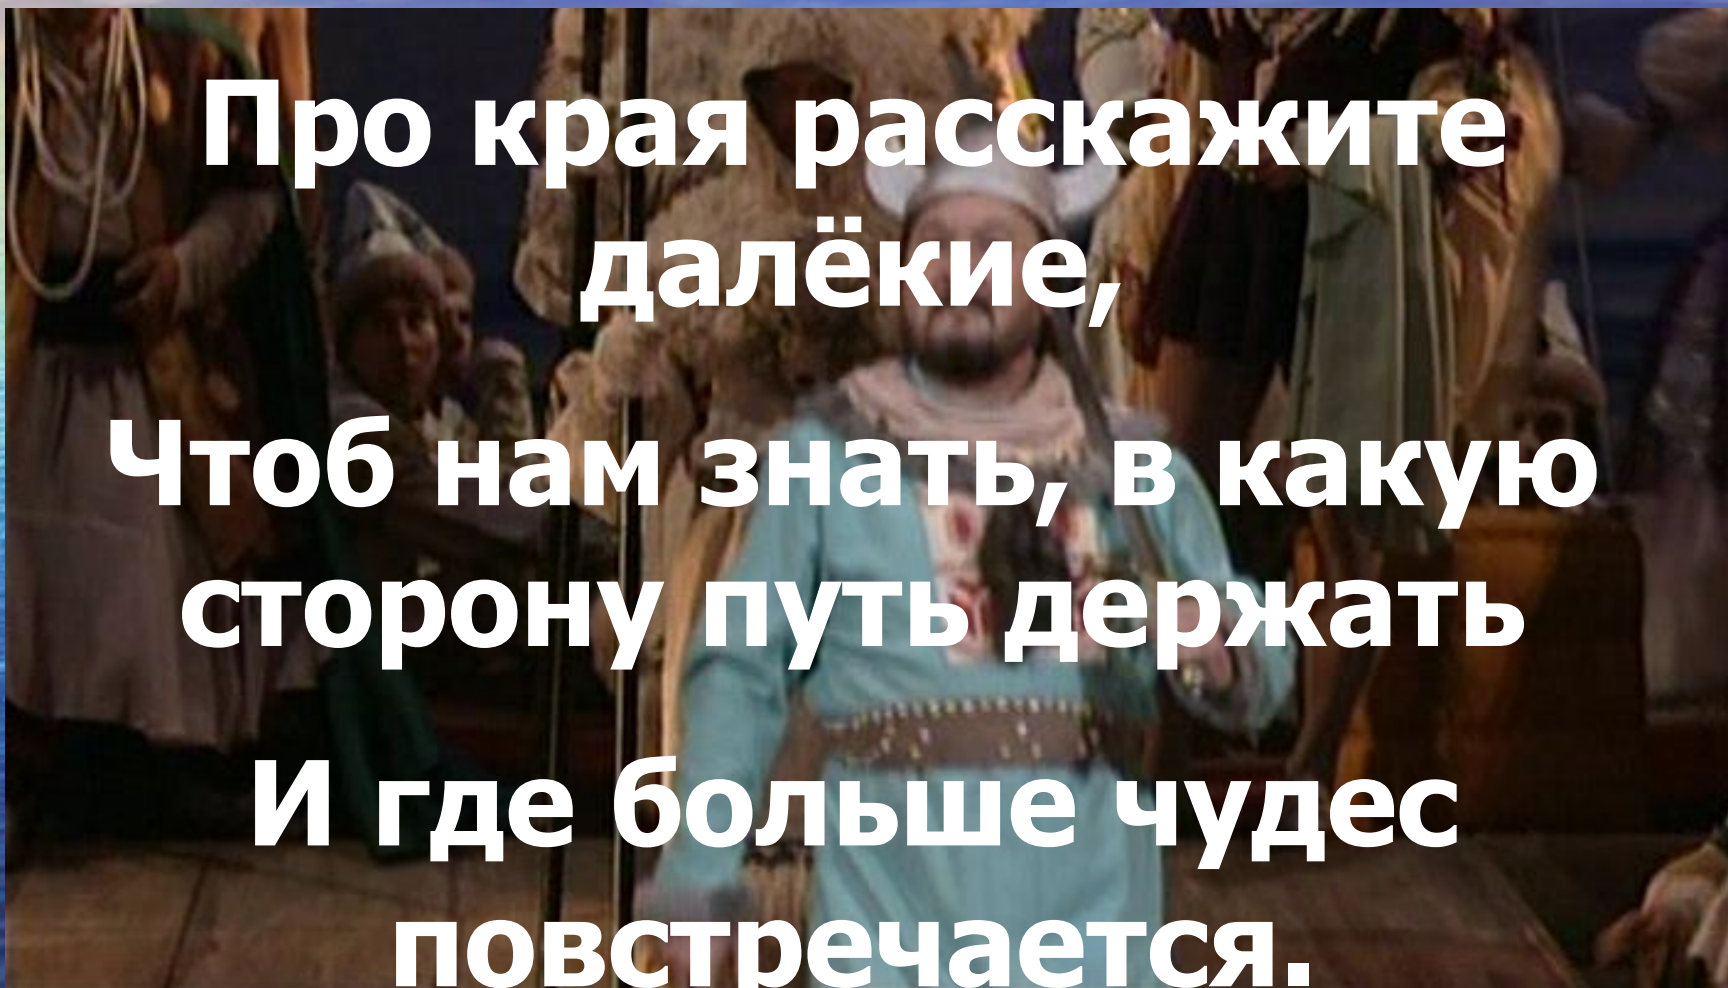 Про края расскажите
далёкие,
Чтоб нам знать, в какую
сторону путь держать
И где больше чудес
повстречается.